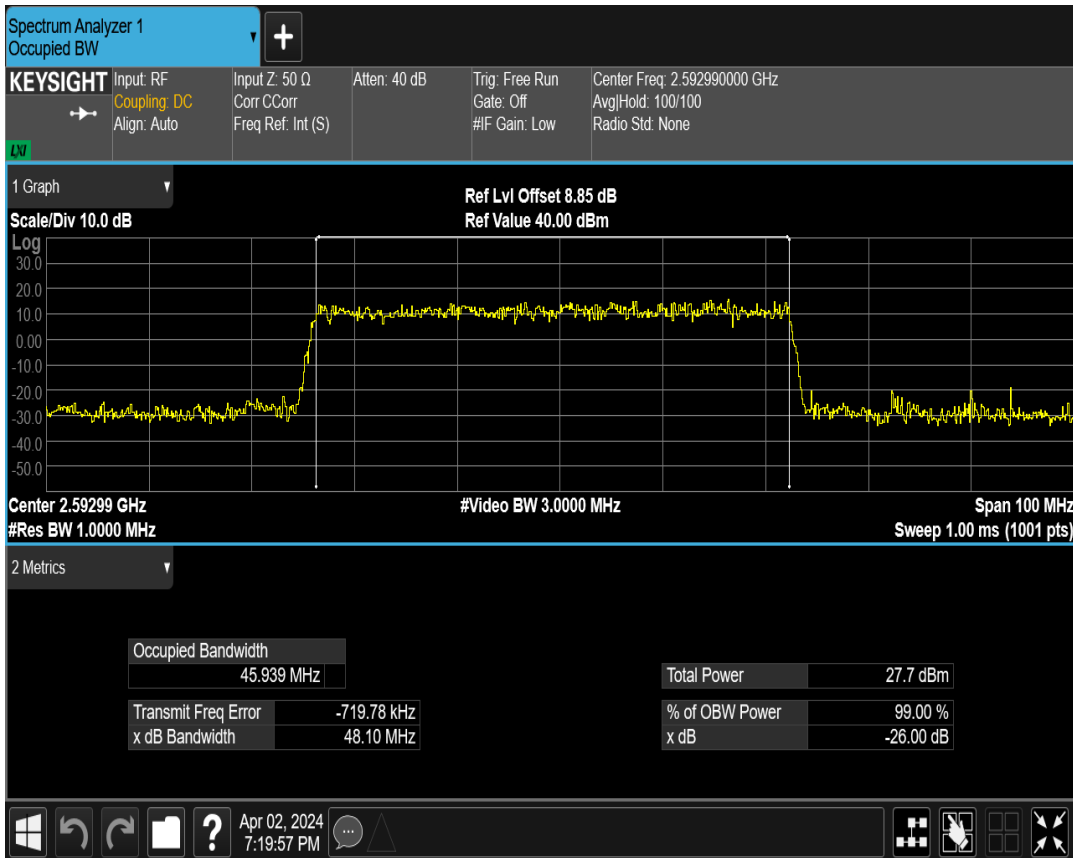 Spectrum Analyzer 1
Occupied BW
+
KEYSIGHT
LXI
Input: RF
Coupling: DC
Align: Auto
Input Z: 50 Ω
Corr CCorr
Freq Ref: Int (S)
Atten: 40 dB
Trig: Free Run
Gate: Off
#IF Gain: Low
Center Freq: 2.592990000 GHz
Avg|Hold: 100/100
Radio Std: None
1 Graph
Scale/Div 10.0 dB
Ref Lvl Offset 8.85 dB
Ref Value 40.00 dBm
Log
30.0
20.0
10.0
0.00
-10.0
-20.0
-30.0
-40.0
-50.0
Center 2.59299 GHz
#Video BW 3.0000 MHz
Span 100 MHz
#Res BW 1.0000 MHz
Sweep 1.00 ms (1001 pts)
2 Metrics
Occupied Bandwidth
45.939 MHz
Total Power 27.7 dBm
Transmit Freq Error -719.78 kHz
% of OBW Power 99.00 %
x dB Bandwidth 48.10 MHz
x dB -26.00 dB
?
Apr 02, 2024
7:19:57 PM